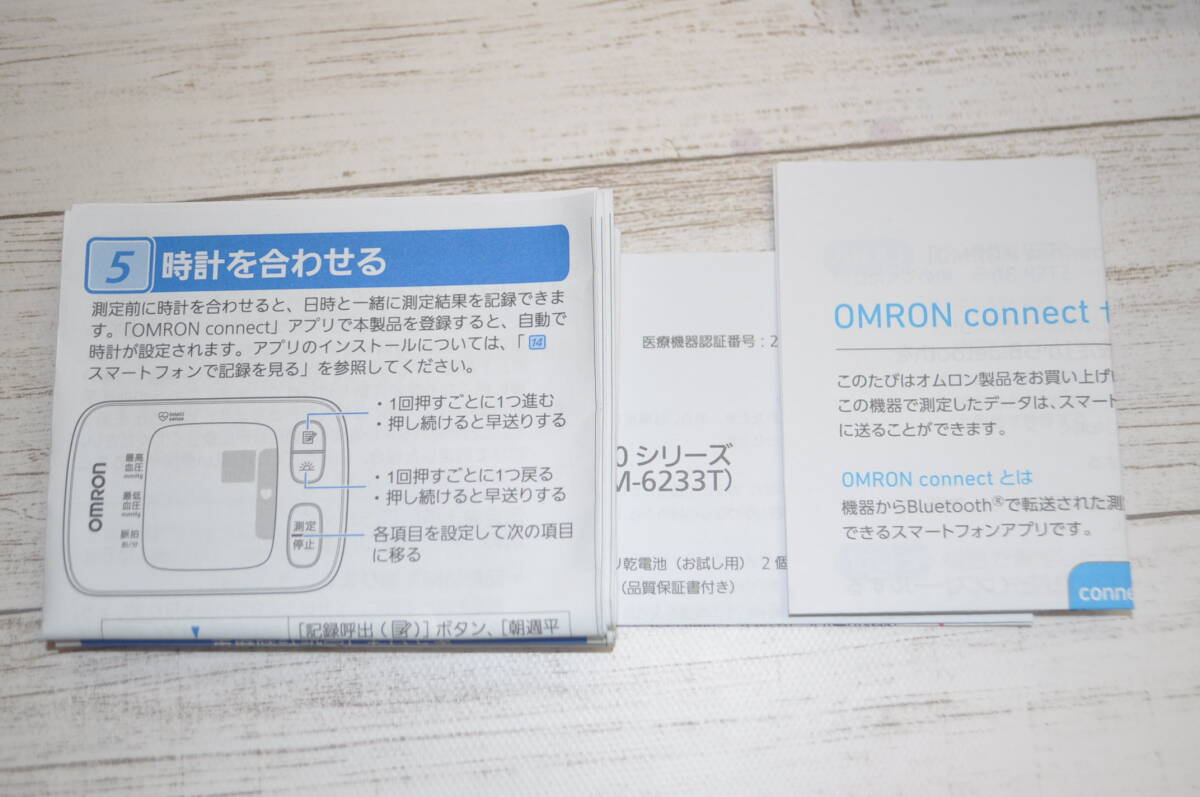 5 時計を合わせる
測定前に時計を合わせると、日時と一緒に測定結果を記録できま
す。「OMRON connect」アプリで本製品を登録すると、自動で
時計が設定されます。アプリのインストールについては、「14
スマートフォンで記録を見る」を参照してください。
・1回押すごとに1つ進む
・押し続けると早送りする
・1回押すごとに1つ戻る
・押し続けると早送りする
各項目を設定して次の項目
に移る
OMRON
最高
血圧
mmHg
最低
血圧
mmHg
脈拍
拍/分
測定
停止
[記録呼出()]ボタン、[朝週平
医療機器認証番号：2
0 シリーズ
M-6233T）
乾電池（お試し用） 2 個
（品質保証書付き）
OMRON connect
このたびはオムロン製品をお買い上げ
この機器で測定したデータは、スマート
に送ることができます。
OMRON connect とは
機器からBluetooth®で転送された測
できるスマートフォンアプリです。
conne